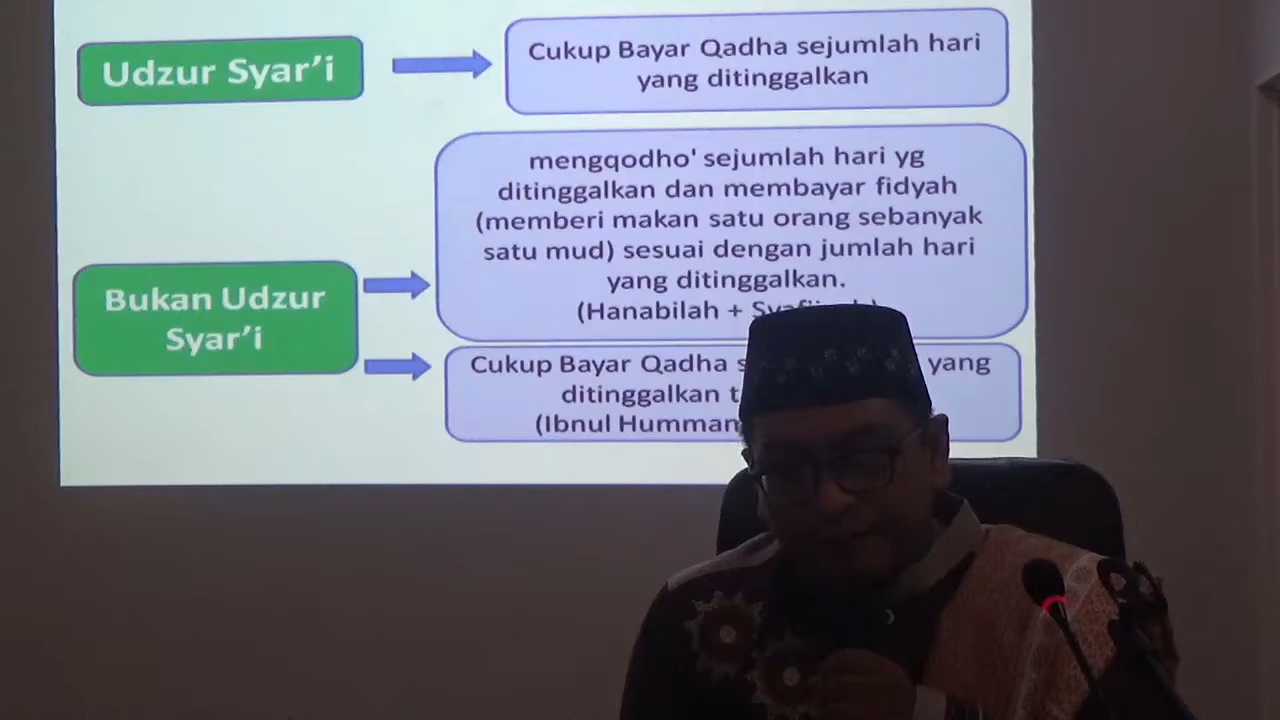 Udzur Syar'i
Cukup Bayar Qadha sejumlah hari
yang ditinggalkan
Bukan Udzur
Syar'i
mengqodho' sejumlah hari yg
ditinggalkan dan membayar fidyah
(memberi makan satu orang sebanyak
satu mud) sesuai dengan jumlah hari
yang ditinggalkan.
(Hanabilah +
Cukup Bayar Qadha yang
ditinggalkan
(Ibnul Humman